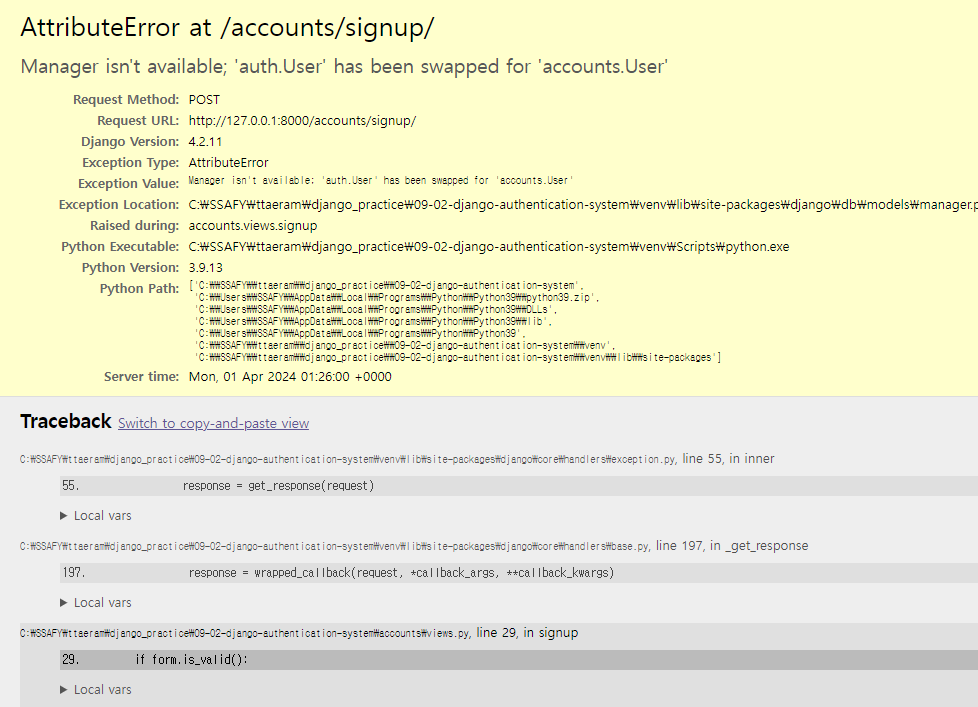 AttributeError at /accounts/signup/
Manager isn't available; 'auth.User' has been swapped for 'accounts.User'
Request Method: POST
Request URL: http://127.0.0.1:8000/accounts/signup/
Django Version: 4.2.11
Exception Type: AttributeError
Exception Value: Manager isn't available; 'auth.User' has been swapped for 'accounts.User'
Exception Location: C:₩SSAFY₩ttaeram₩django_practice₩09-02-django-authentication-system₩venv₩lib₩site-packages₩django₩db₩models₩manager.p
Raised during: accounts.views.signup
Python Executable: C:₩SSAFY₩ttaeram₩django_practice₩09-02-django-authentication-system₩venv₩Scripts₩python.exe
Python Version: 3.9.13
Python Path: ['C:₩₩SSAFY₩₩ttaeram₩₩django_practice₩₩09-02-django-authentication-system',
'C:₩₩Users₩₩SSAFY₩₩AppData₩₩Local₩₩Programs₩₩Python₩₩Python39₩₩python39.zip',
'C:₩₩Users₩₩SSAFY₩₩AppData₩₩Local₩₩Programs₩₩Python₩₩Python39₩₩DLLs',
'C:₩₩Users₩₩SSAFY₩₩AppData₩₩Local₩₩Programs₩₩Python₩₩Python39₩₩lib',
'C:₩₩Users₩₩SSAFY₩₩AppData₩₩Local₩₩Programs₩₩Python₩₩Python39',
'C:₩₩SSAFY₩₩ttaeram₩₩django_practice₩₩09-02-django-authentication-system₩₩venv',
'C:₩₩SSAFY₩₩ttaeram₩₩django_practice₩₩09-02-django-authentication-system₩₩venv₩₩lib₩₩site-packages']
Server time: Mon, 01 Apr 2024 01:26:00 +0000
Traceback Switch to copy-and-paste view
C:₩SSAFY₩ttaeram₩django_practice₩09-02-django-authentication-system₩venv₩lib₩site-packages₩django₩core₩handlers₩exception.py, line 55, in inner
55. response = get_response(request)
▶ Local vars
C:₩SSAFY₩ttaeram₩django_practice₩09-02-django-authentication-system₩venv₩lib₩site-packages₩django₩core₩handlers₩base.py, line 197, in _get_response
197. response = wrapped_callback(request, *callback_args, **callback_kwargs)
▶ Local vars
C:₩SSAFY₩ttaeram₩django_practice₩09-02-django-authentication-system₩accounts₩views.py, line 29, in signup
29. if form.is_valid():
▶ Local vars